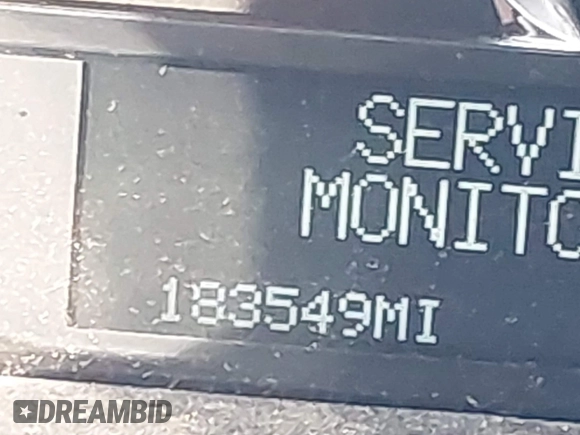 SERVI
MONITO
183549MI
DREAMBID